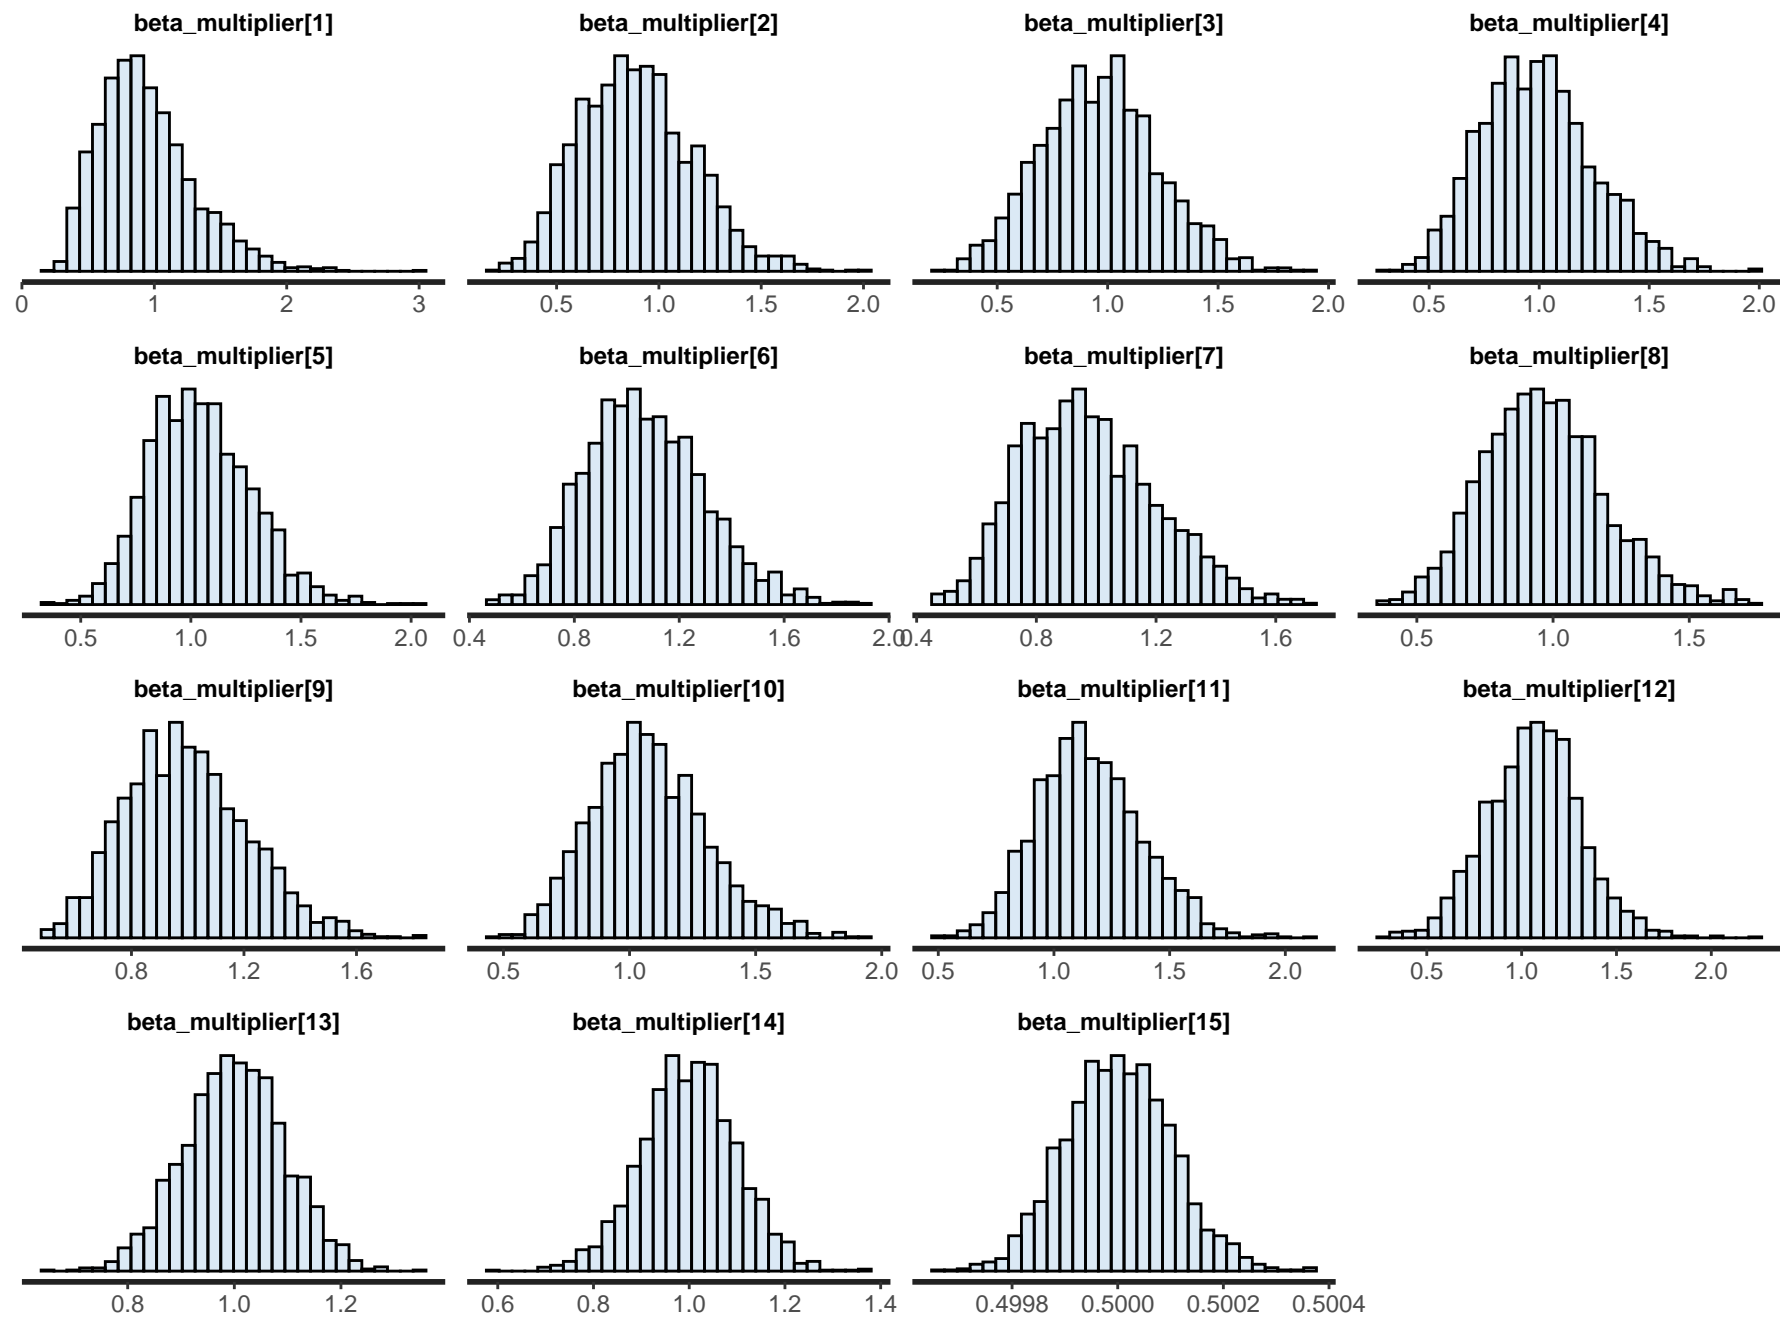 beta_multiplier[1] beta_multiplier[2] beta_multiplier[3] beta_multiplier[4]
0 1 2 3 0.5 1.0 1.5 2.0 0.5 1.0 1.5 2.0 0.5 1.0 1.5 2.0
beta_multiplier[5] beta_multiplier[6] beta_multiplier[7] beta_multiplier[8]
0.5 1.0 1.5 2.0 0.4 0.8 1.2 1.6 2.0 0.4 0.8 1.2 1.6 0.5 1.0 1.5
beta_multiplier[9] beta_multiplier[10] beta_multiplier[11] beta_multiplier[12]
0.8 1.2 1.6 0.5 1.0 1.5 2.0 0.5 1.0 1.5 2.0 0.5 1.0 1.5 2.0
beta_multiplier[13] beta_multiplier[14] beta_multiplier[15]
0.8 1.0 1.2 0.6 0.8 1.0 1.2 1.4 0.4998 0.5000 0.5002 0.5004